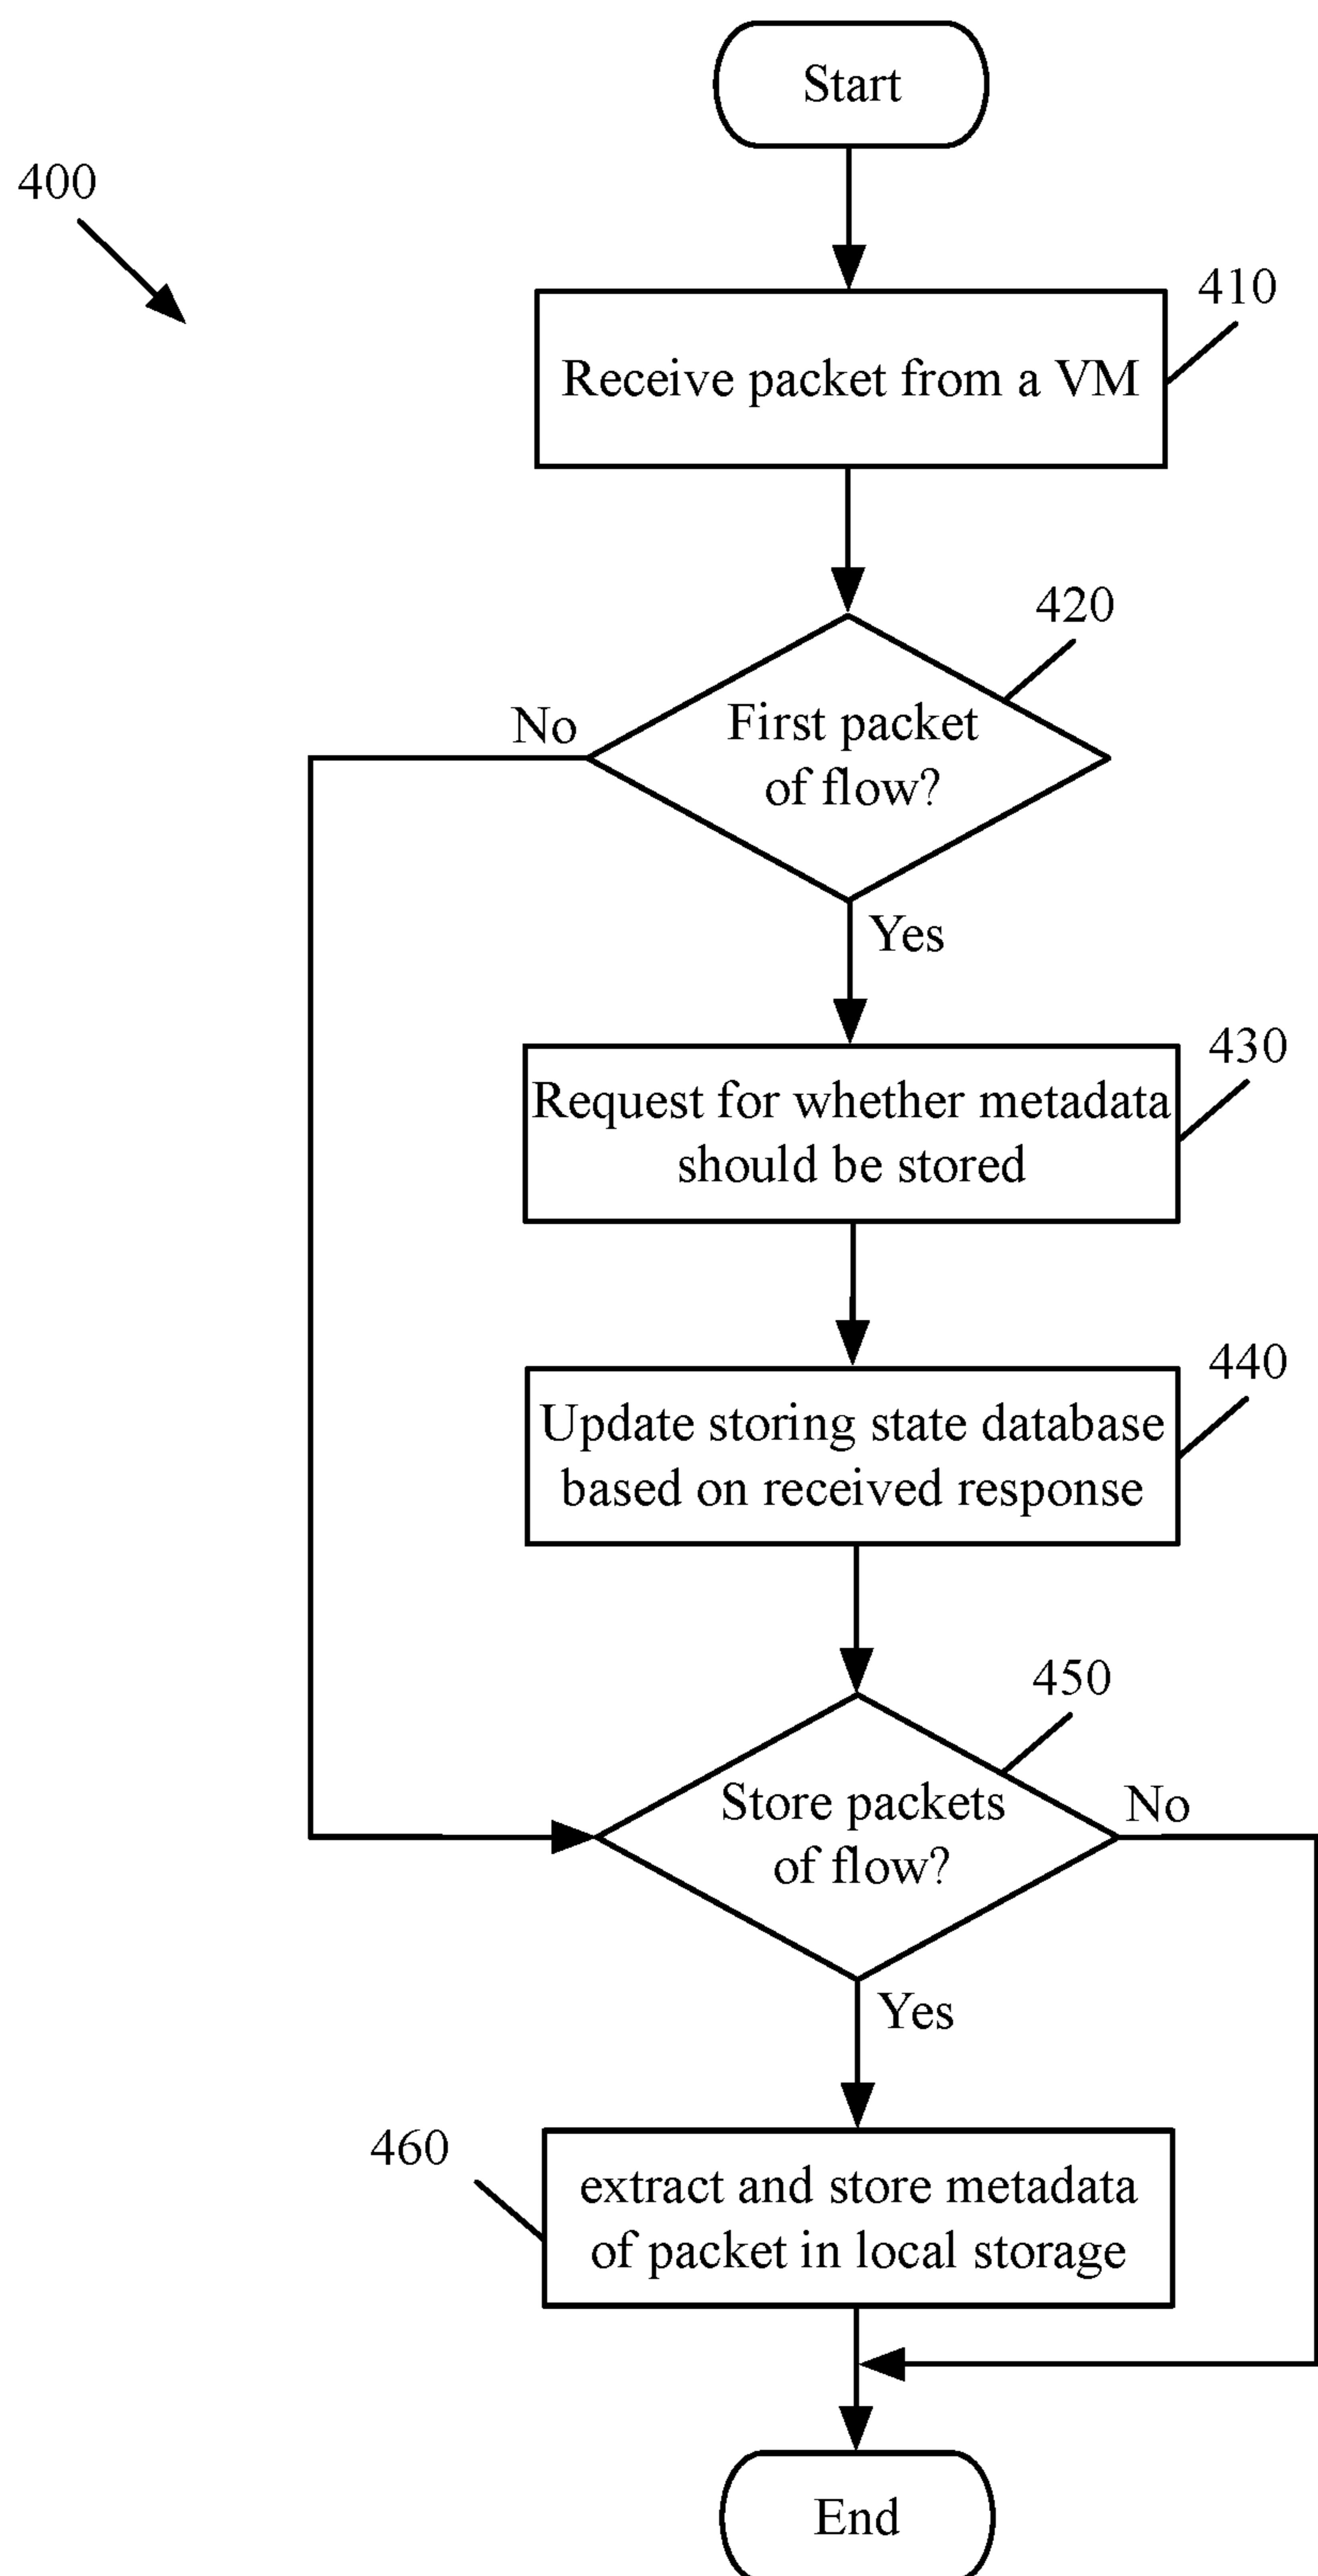 Start
400
410
Receive packet from a VM
420
First packet
of flow?
No
Yes
430
Request for whether metadata
should be stored
440
Update storing state database
based on received response
450
Store packets
of flow?
No
Yes
460
extract and store metadata
of packet in local storage
End